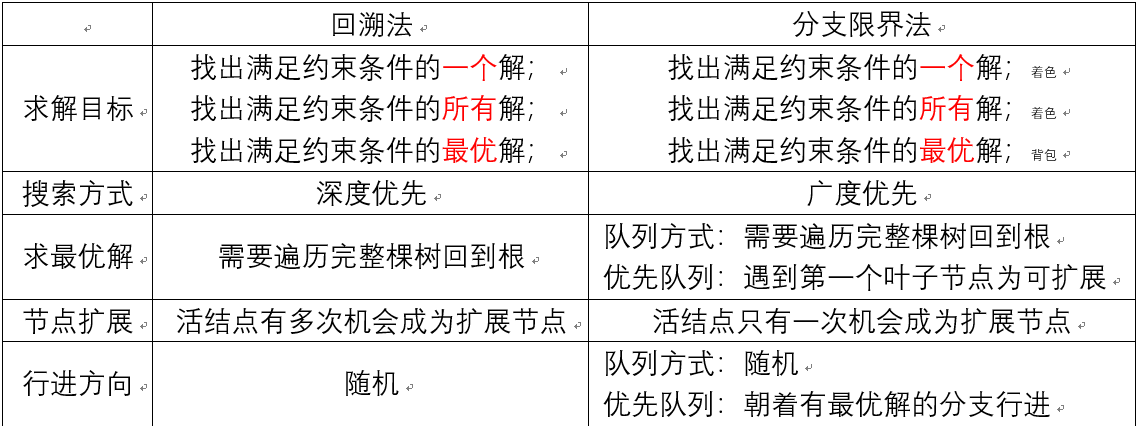 回溯法 分支限界法
求解目标
找出满足约束条件的一个解；
找出满足约束条件的所有解；
找出满足约束条件的最优解；
找出满足约束条件的一个解；着色
找出满足约束条件的所有解；着色
找出满足约束条件的最优解；背包
搜索方式 深度优先 广度优先
求最优解 需要遍历完整棵树回到根
队列方式：需要遍历完整棵树回到根
优先队列：遇到第一个叶子节点为可扩展
节点扩展 活结点有多次机会成为扩展节点 活结点只有一次机会成为扩展节点
行进方向 随机
队列方式：随机
优先队列：朝着有最优解的分支行进